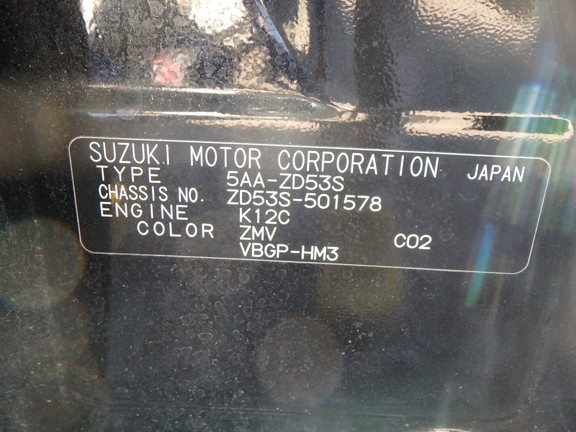 SUZUKI MOTOR CORPORATION JAPAN
TYPE 5AA-ZD53S
CHASSIS NO. ZD53S-501578
ENGINE K12C
COLOR ZMV C02
VBGP-HM3